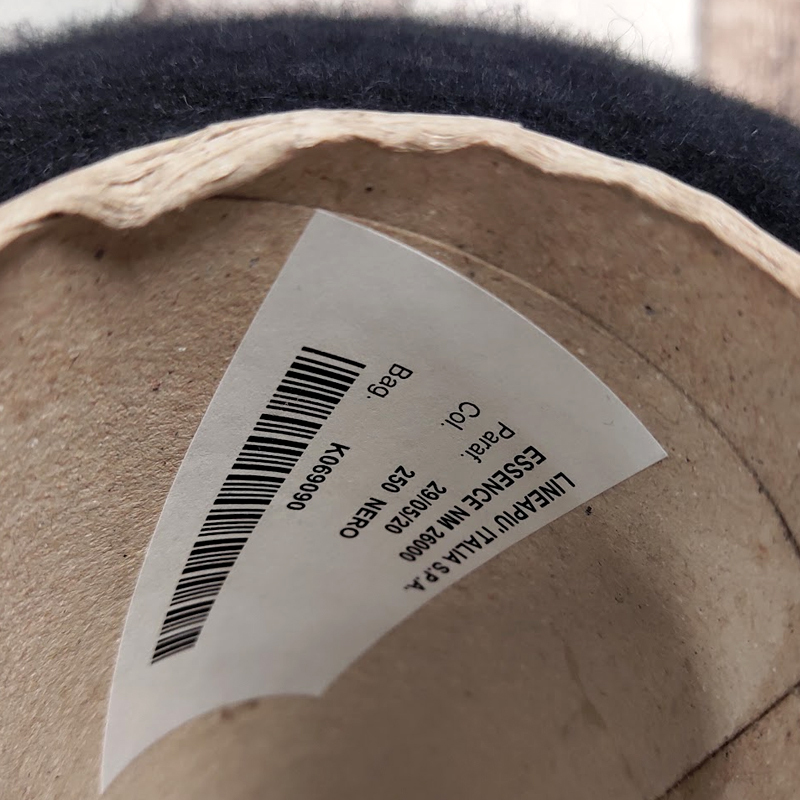 LINEAPIU' ITALIA S.P.A.
ESSENCE NM 26000
Paraf. 29/05/20
Col. 250 NERO
Bag. K069090